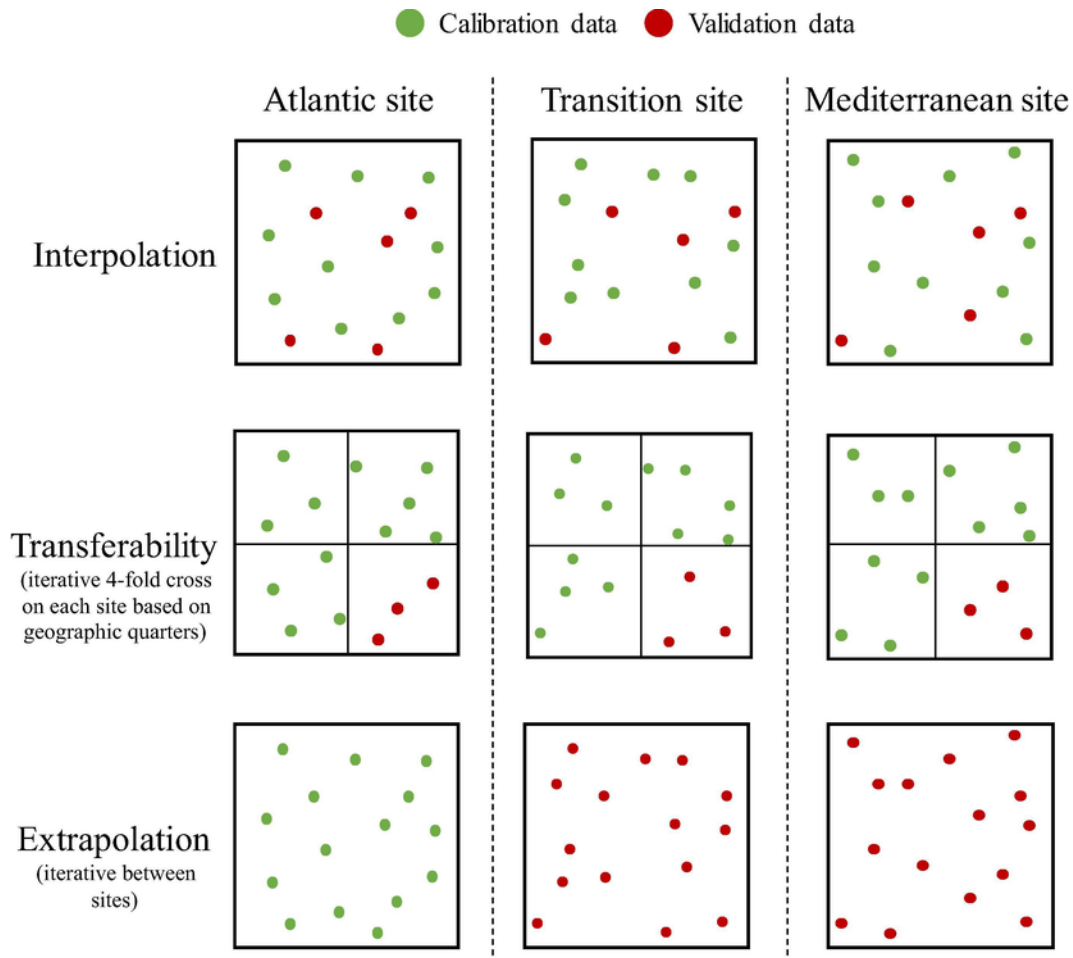 Calibration data Validation data
Atlantic site Transition site Mediterranean site
Interpolation
Transferability
(iterative 4-fold cross
on each site based on
geographic quarters)
Extrapolation
(iterative between
sites)